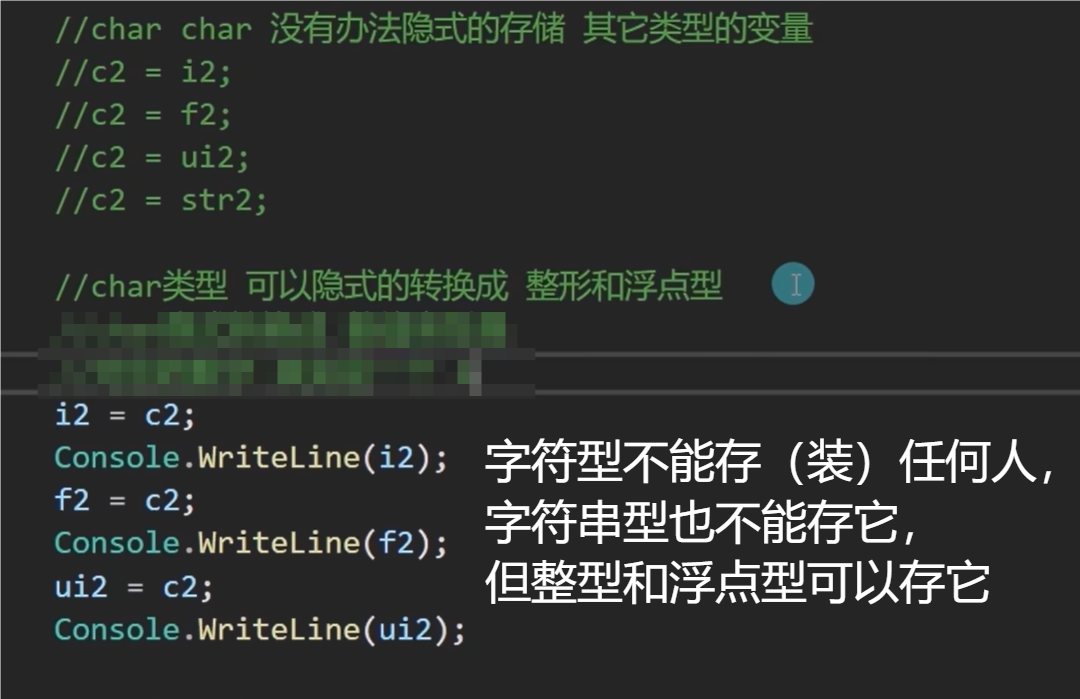 //char char 没有办法隐式的存储 其它类型的变量
//c2 = i2;
//c2 = f2;
//c2 = ui2;
//c2 = str2;
//char类型 可以隐式的转换成 整形和浮点型
i2 = c2;
Console.WriteLine(i2);
f2 = c2;
Console.WriteLine(f2);
ui2 = c2;
Console.WriteLine(ui2);
字符型不能存（装）任何人，
字符串型也不能存它，
但整型和浮点型可以存它